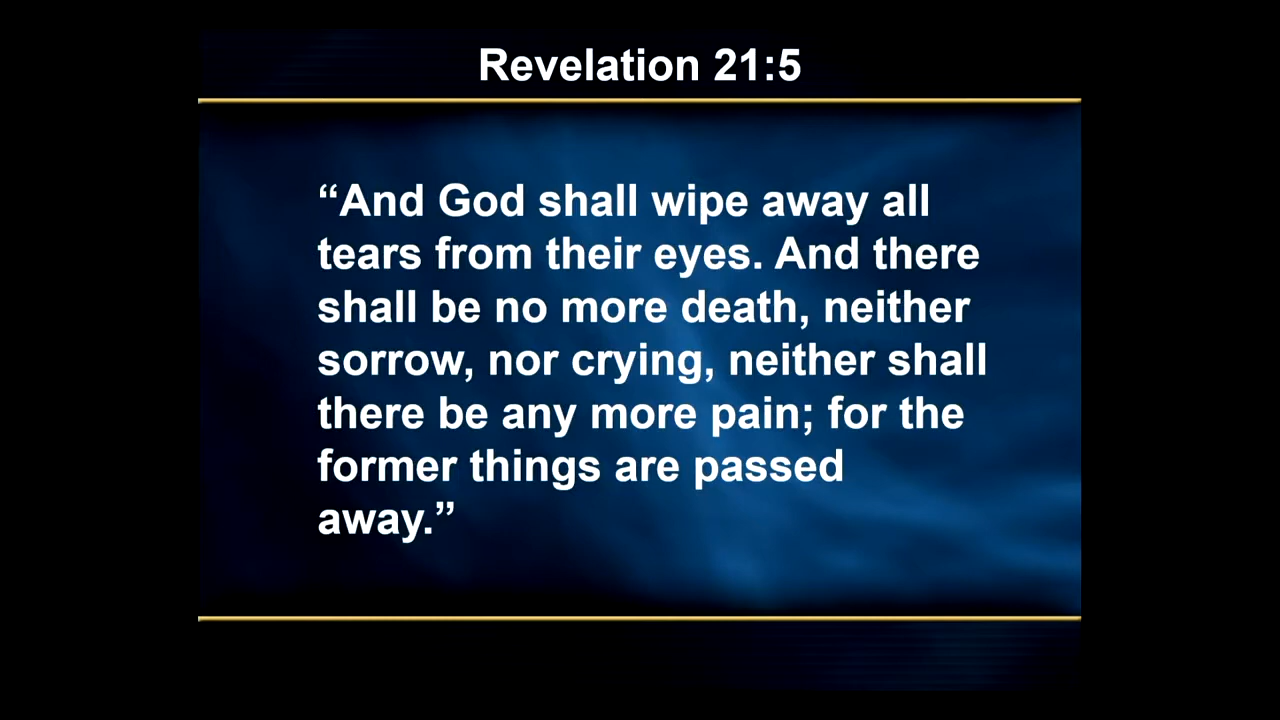 Revelation 21:5
“And God shall wipe away all
tears from their eyes. And there
shall be no more death, neither
sorrow, nor crying, neither shall
there be any more pain; for the
former things are passed
away.”